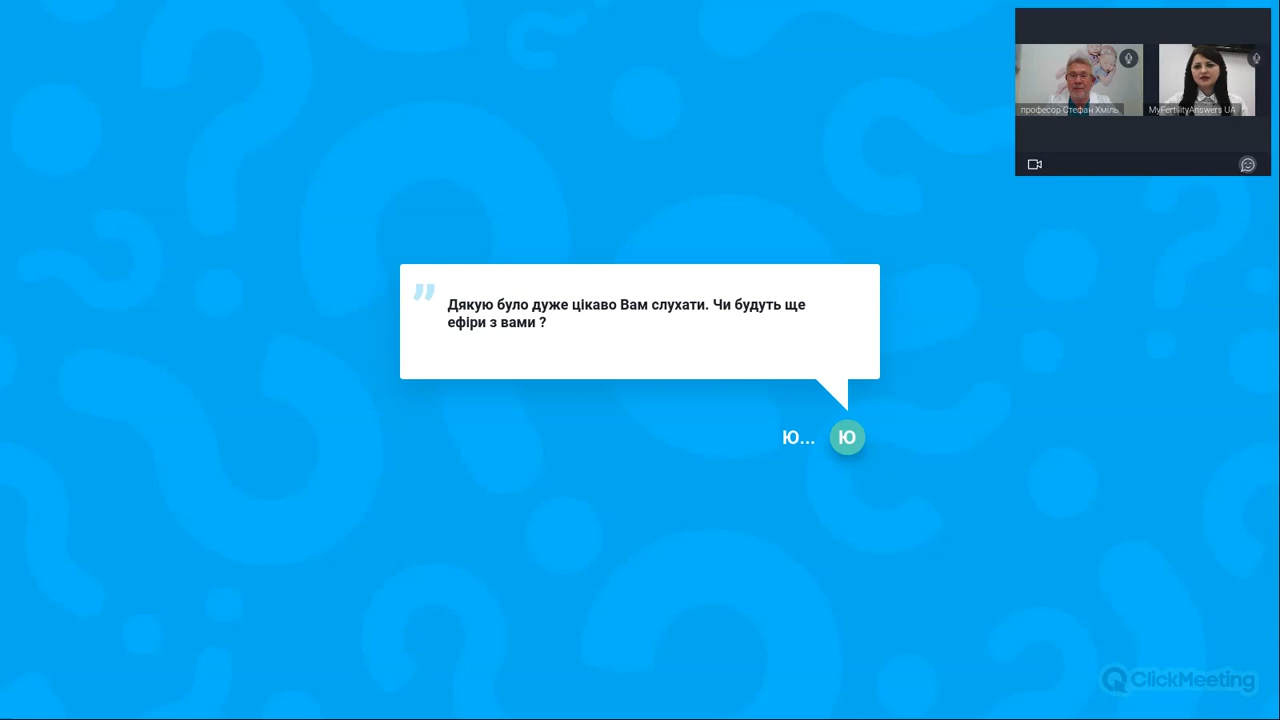 професор Стефан Хміль
MyFertilityAnswers UA
Дякую було дуже цікаво Вам слухати. Чи будуть ще
ефіри з вами ?
Ю...
Ю
ClickMeeting